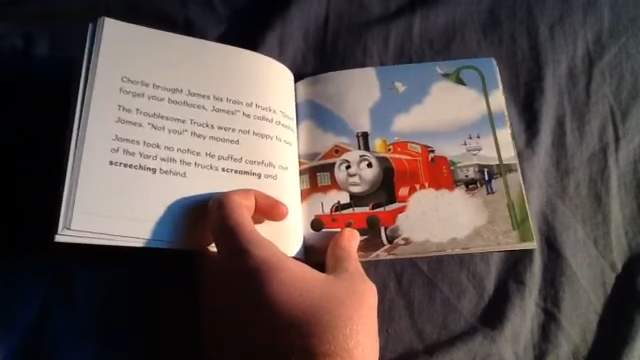 Charlie brought James his train of trucks. "Don't
forget your bootlaces, James!" he called cheekily.
The Troublesome Trucks were not happy to see
James. "Not you!" they moaned.
James took no notice. He puffed carefully out
of the Yard with the trucks screaming and
screeching behind.